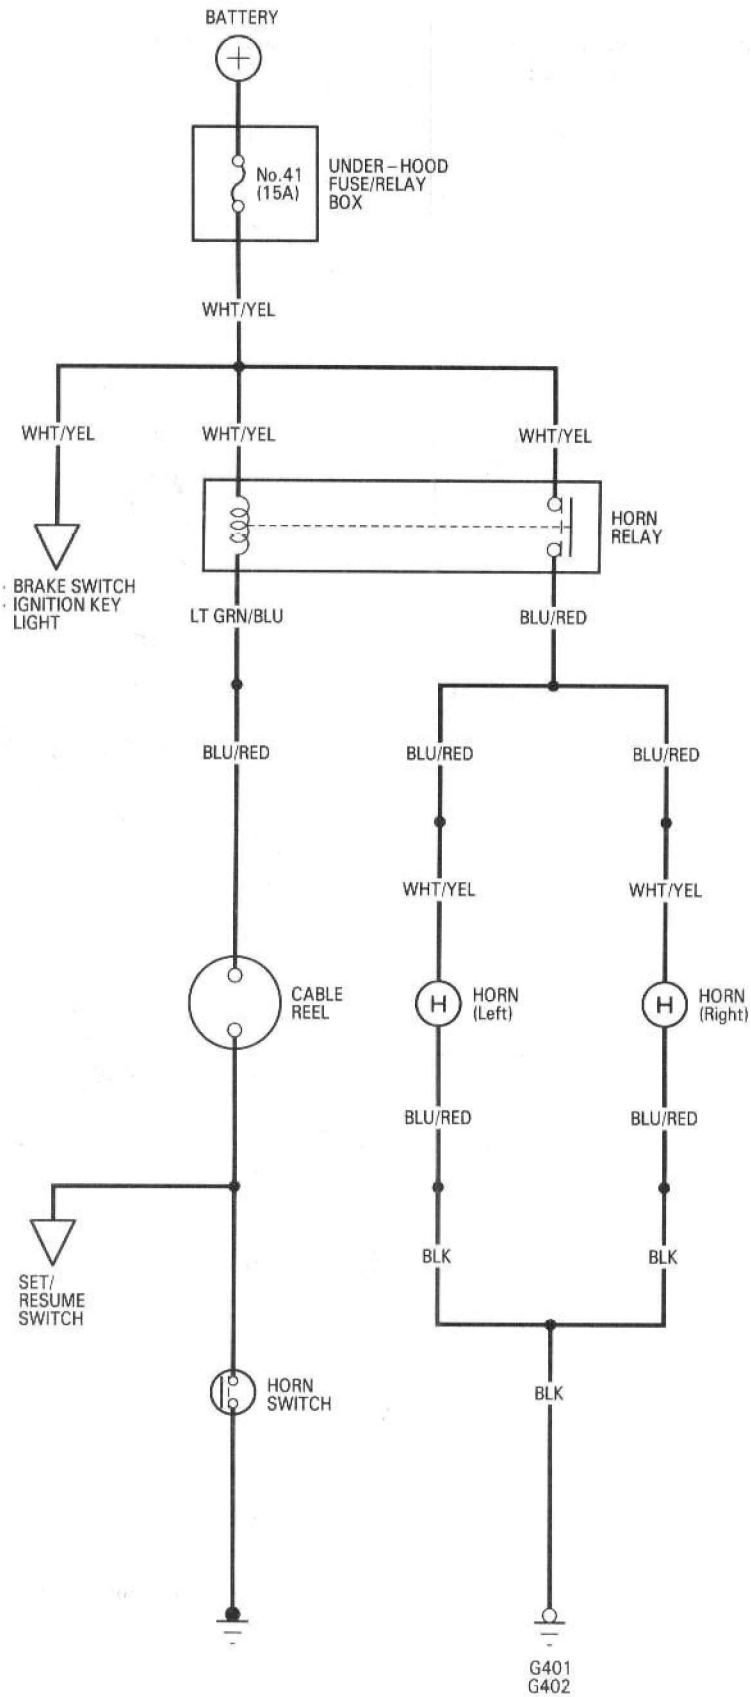 BATTERY
No.41
(15A)
UNDER-HOOD
FUSE/RELAY
BOX
WHT/YEL
WHT/YEL
WHT/YEL
WHT/YEL
HORN
RELAY
· BRAKE SWITCH
· IGNITION KEY
LIGHT
LT GRN/BLU
BLU/RED
BLU/RED
BLU/RED
BLU/RED
WHT/YEL
WHT/YEL
CABLE
REEL
H
HORN
(Left)
H
HORN
(Right)
BLU/RED
BLU/RED
SET/
RESUME
SWITCH
BLK
BLK
HORN
SWITCH
BLK
G401
G402